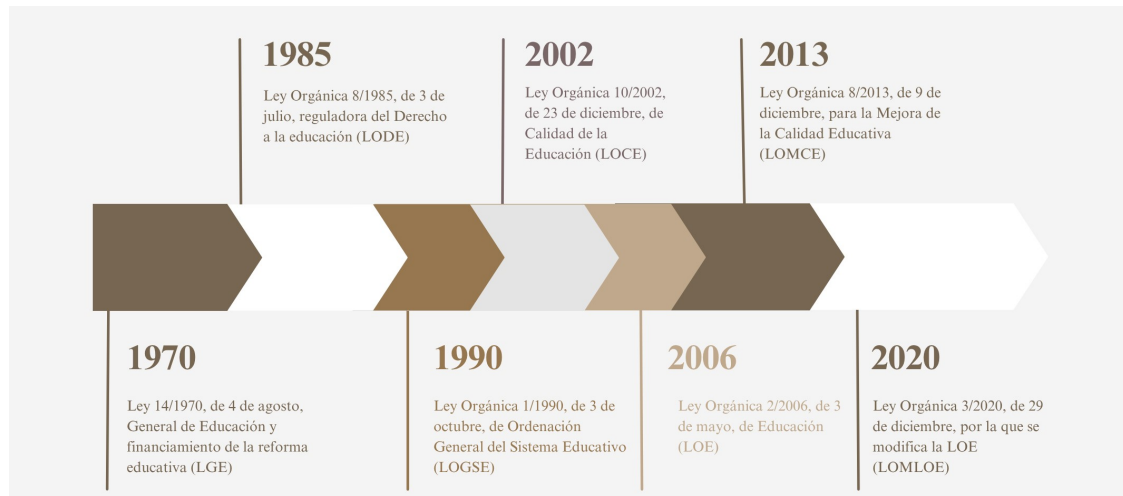 1985
Ley Orgánica 8/1985, de 3 de
julio, reguladora del Derecho
a la educación (LODE)
2002
Ley Orgánica 10/2002,
de 23 de diciembre, de
Calidad de la
Educación (LOCE)
2013
Ley Orgánica 8/2013, de 9 de
diciembre, para la Mejora de
la Calidad Educativa
(LOMCE)
1970
Ley 14/1970, de 4 de agosto,
General de Educación y
financiamiento de la reforma
educativa (LGE)
1990
Ley Orgánica 1/1990, de 3 de
octubre, de Ordenación
General del Sistema Educativo
(LOGSE)
2006
Ley Orgánica 2/2006, de 3
de mayo, de Educación
(LOE)
2020
Ley Orgánica 3/2020, de 29
de diciembre, por la que se
modifica la LOE
(LOMLOE)